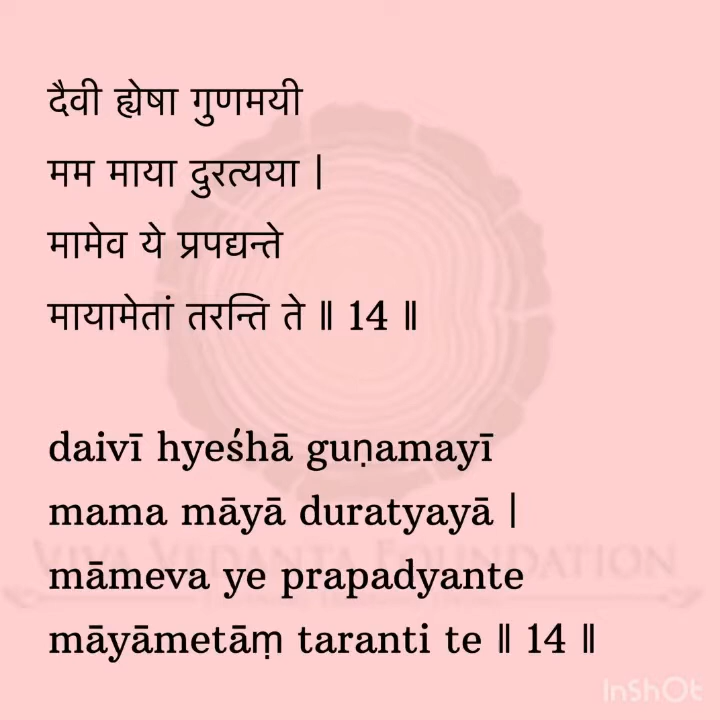 दैवी ह्येषा गुणमयी
मम माया दुरत्यया |
मामेव ये प्रपद्यन्ते
मायामेतां तरन्ति ते ॥ 14 ॥
daivī hyeśhā guṇamayī
mama māyā duratyayā |
VIVA VEDANTA FOUNDATION
māmeva ye prapadyante
māyāmetāṃ taranti te ॥ 14 ॥
InShOt